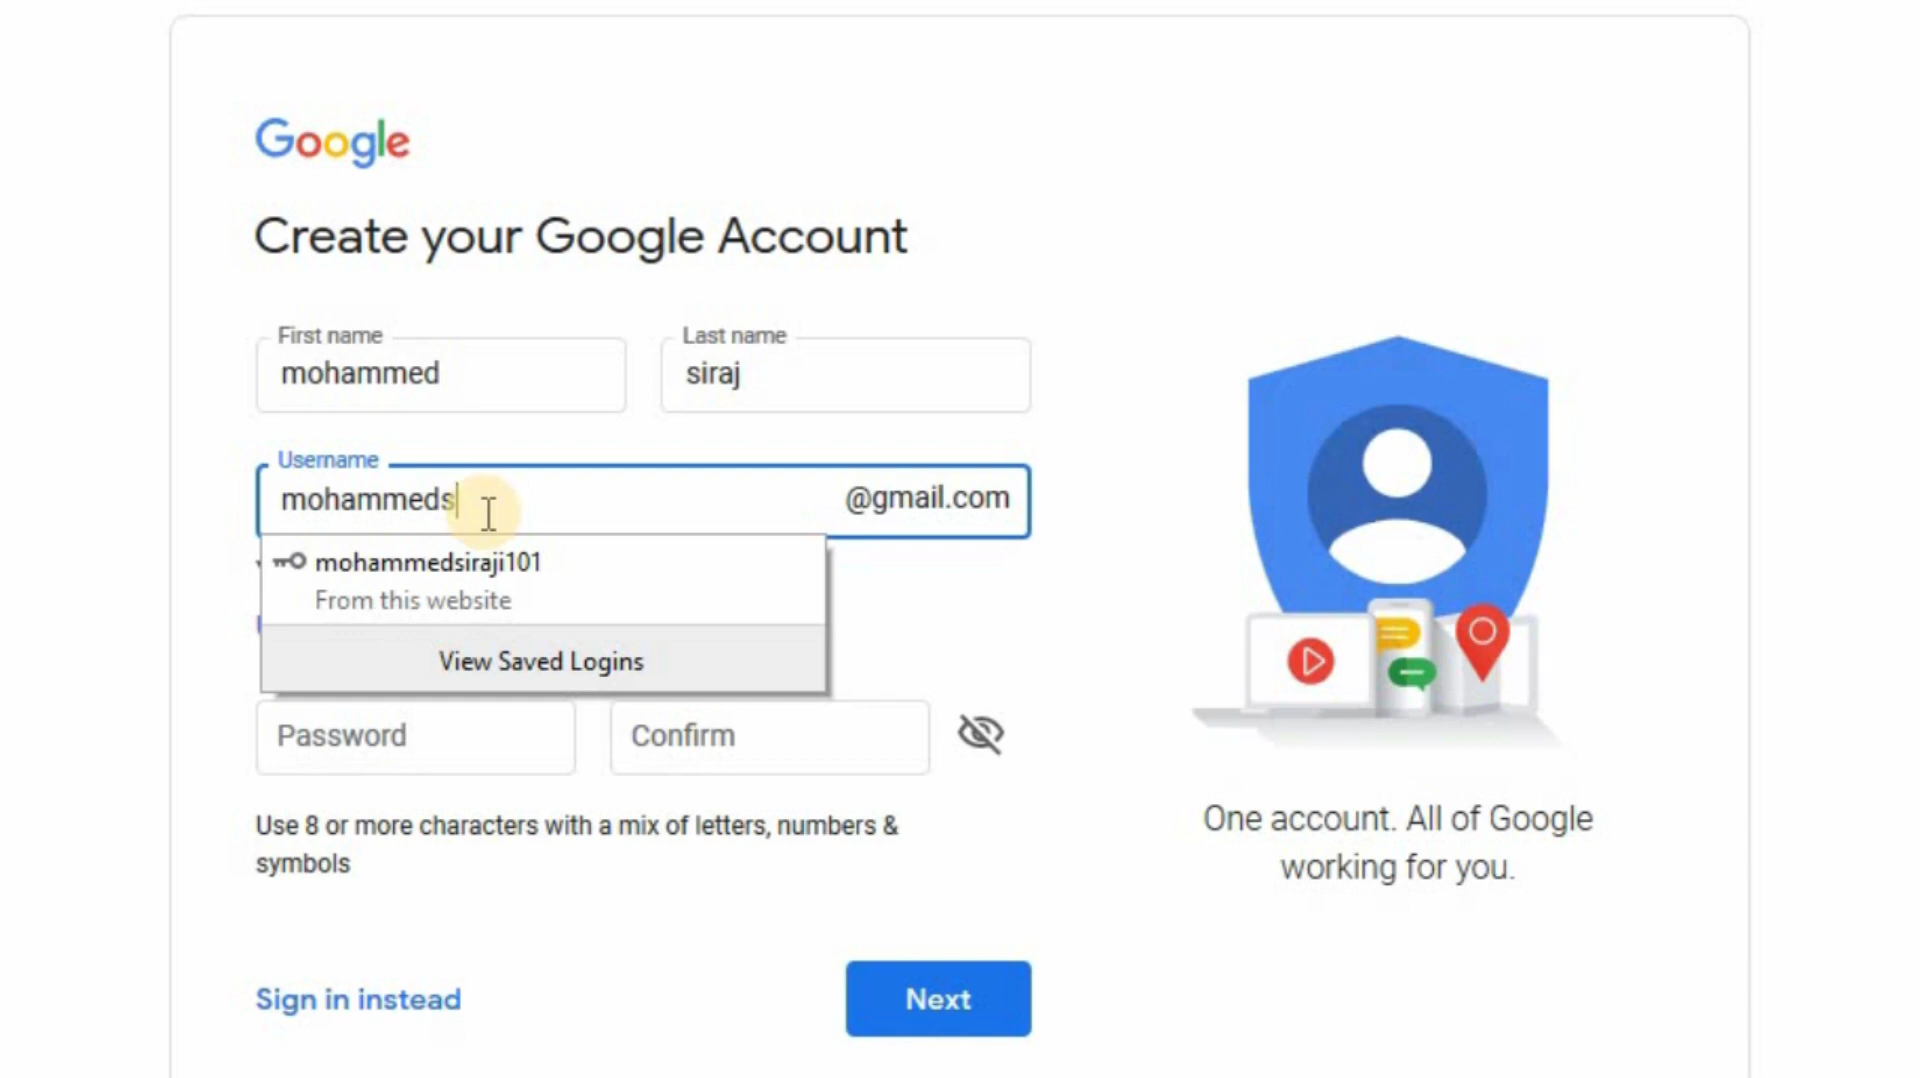 Google
Create your Google Account
First name
mohammed
Last name
siraj
Username
mohammeds
@gmail.com
mohammedsiraji101
From this website
View Saved Logins
Password
Confirm
Use 8 or more characters with a mix of letters, numbers &
symbols
Sign in instead
Next
One account. All of Google
working for you.